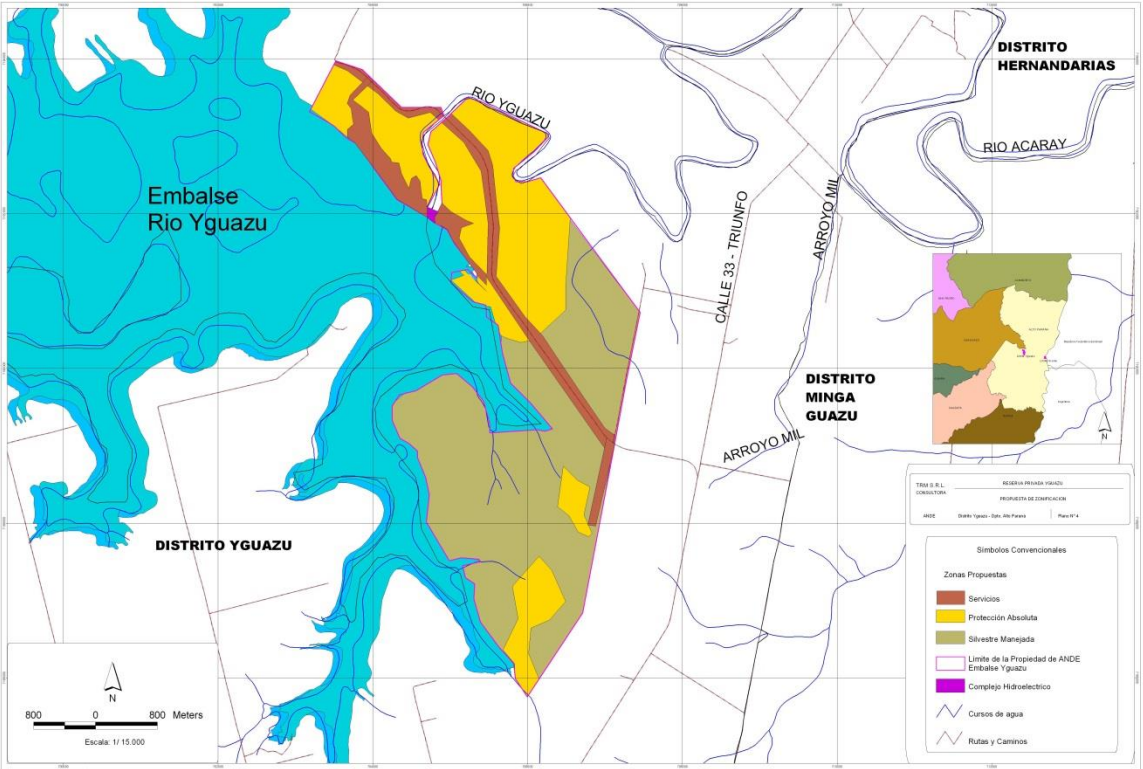 DISTRITO
HERNANDARIAS
RIO YGUAZU
RIO ACARAY
Embalse
Rio Yguazu
CALLE 33 - TRIUNFO
ARROYO MIL
DISTRITO
MINGA
GUAZU
ARROYO MIL
DISTRITO YGUAZU
N
N
800 0 800 Meters
Escala: 1/ 15.000
TRM S.R.L.
CONSULTORA
RESERVA PRIVADA YGUAZU
PROPUESTA DE ZONIFICACION
ANDE Distrito Yguazu - Dpto. Alto Paraná Plano Nº 4
Simbolos Convencionales
Zonas Propuestas
Servicios
Protección Absoluta
Silvestre Manejada
Limite de la Propiedad de ANDE
Embalse Yguazu
Complejo Hidroelectrico
Cursos de agua
Rutas y Caminos